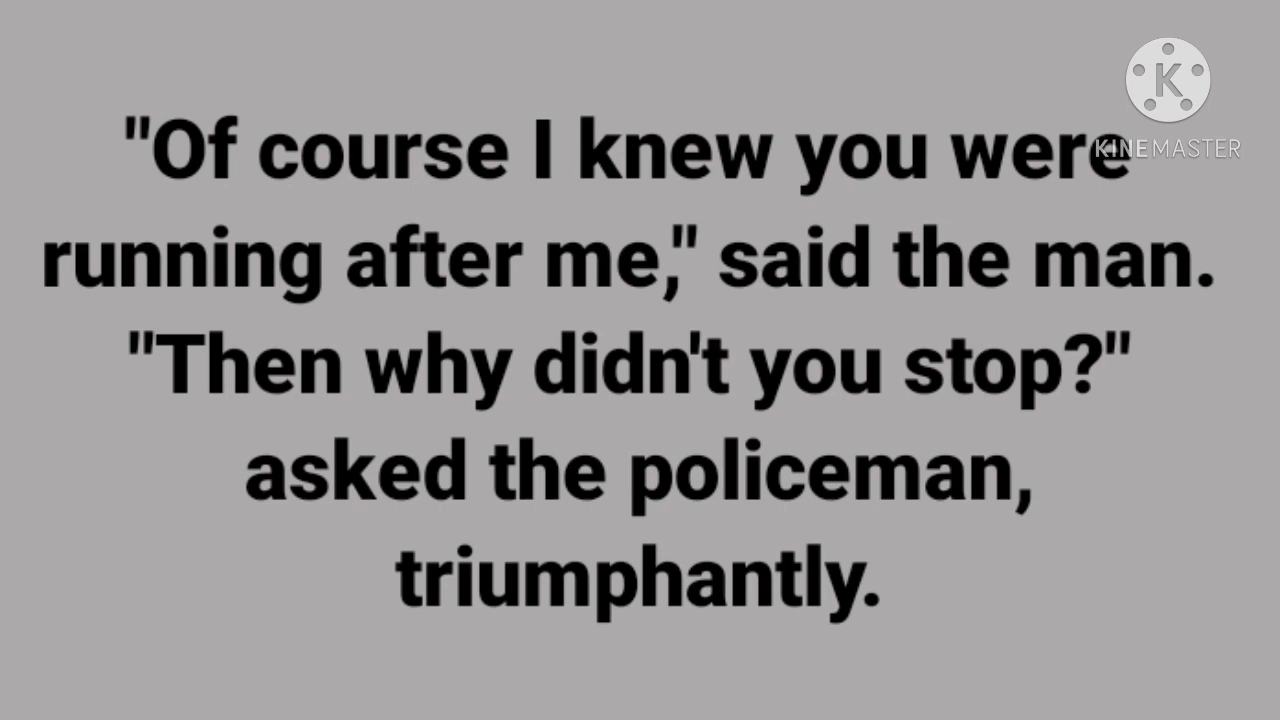 "Of course I knew you were
KINEMASTER
running after me," said the man.
"Then why didn't you stop?"
asked the policeman,
triumphantly.